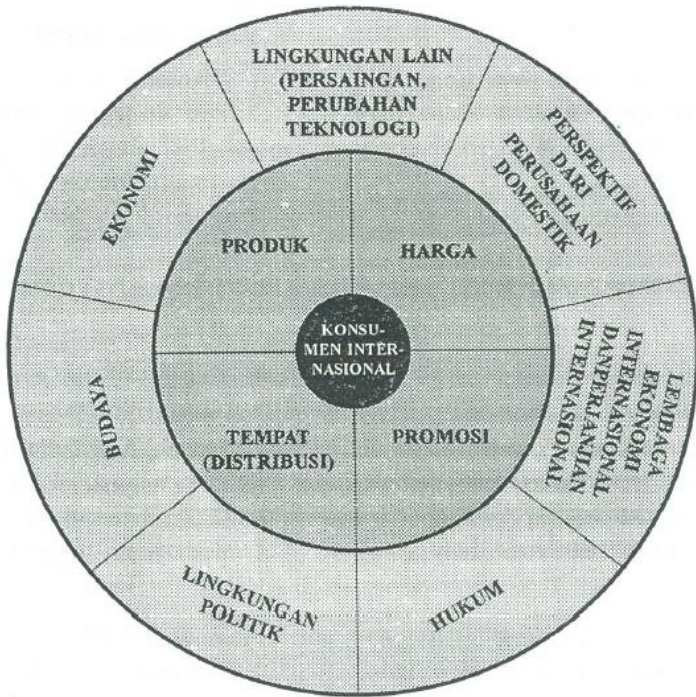 LINGKUNGAN LAIN
(PERSAINGAN,
PERUBAHAN
TEKNOLOGI)
PERSPEKTIF
DARI
PERUSAHAAN
DOMESTIK
LEMBAGA
EKONOMI
INTERNASIONAL
DANPERJANJIAN
INTERNASIONAL
HUKUM
LINGKUNGAN
POLITIK
BUDAYA
EKONOMI
PRODUK
HARGA
KONSU-
MEN INTER-
NASIONAL
TEMPAT
(DISTRIBUSI)
PROMOSI